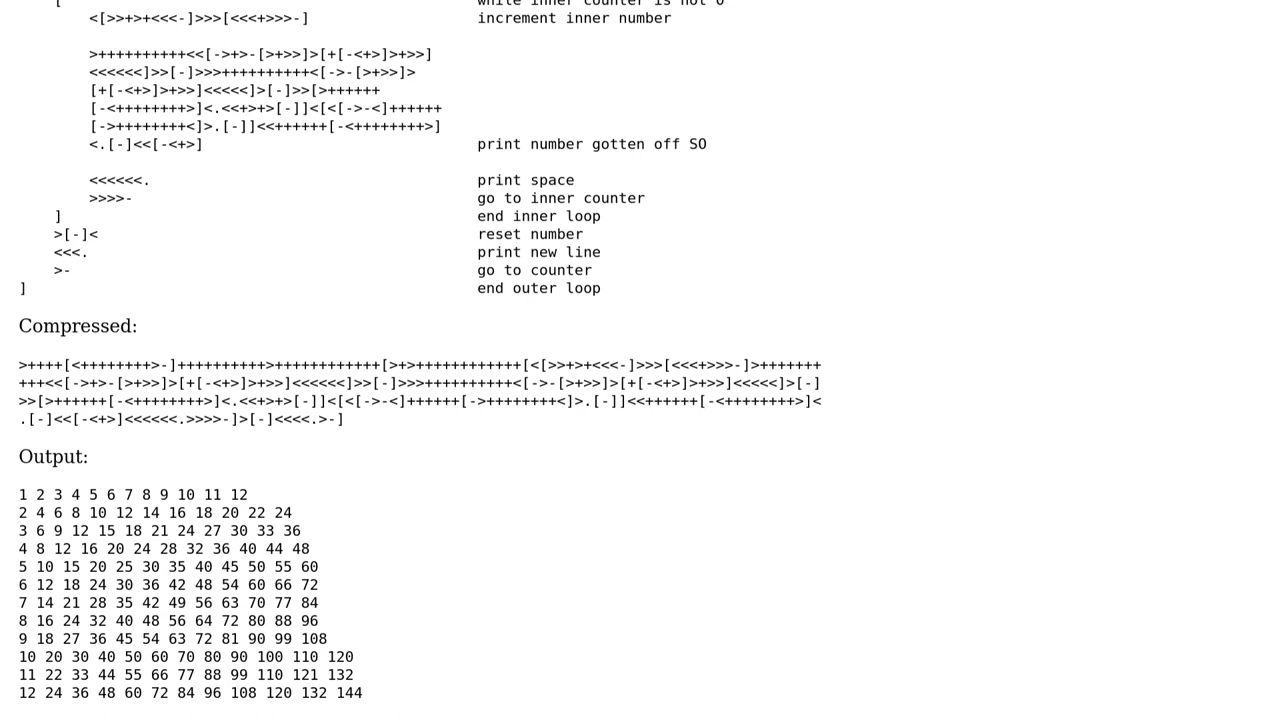 [ while inner counter is not 0
<[>>+>+<<<-]>>>[<<<+>>>-] increment inner number
>++++++++++<<[->+>-[>+>>]>[+[-<+>]>+>>]
<<<<<<]>>[-]>>>++++++++++<[->-[>+>>]>
[+[-<+>]>+>>]<<<<<]>[-]>>[>++++++
[-<++++++++>]<.<<+>+>[-]]<[<[->-<]++++++
[->++++++++<]>.[-]]<<++++++[-<++++++++>]
<.[-]<<[-<+>] print number gotten off SO
<<<<<<. print space
>>>>- go to inner counter
] end inner loop
>[-]< reset number
<<<. print new line
>- go to counter
] end outer loop
Compressed:
>++++[<++++++++>-]++++++++++>++++++++++++[>+>++++++++++++[<[>>+>+<<<-]>>>[<<<+>>>-]>+++++++
+++<<[->+>-[>+>>]>[+[-<+>]>+>>]<<<<<<]>>[-]>>>++++++++++<[->-[>+>>]>[+[-<+>]>+>>]<<<<<]>[-]
>>[>++++++[-<++++++++>]<.<<+>+>[-]]<[<[->-<]++++++[->++++++++<]>.[-]]<<++++++[-<++++++++>]<
.[-]<<[-<+>]<<<<<<.>>>>-]>[-]<<<<.>-]
Output:
1 2 3 4 5 6 7 8 9 10 11 12
2 4 6 8 10 12 14 16 18 20 22 24
3 6 9 12 15 18 21 24 27 30 33 36
4 8 12 16 20 24 28 32 36 40 44 48
5 10 15 20 25 30 35 40 45 50 55 60
6 12 18 24 30 36 42 48 54 60 66 72
7 14 21 28 35 42 49 56 63 70 77 84
8 16 24 32 40 48 56 64 72 80 88 96
9 18 27 36 45 54 63 72 81 90 99 108
10 20 30 40 50 60 70 80 90 100 110 120
11 22 33 44 55 66 77 88 99 110 121 132
12 24 36 48 60 72 84 96 108 120 132 144